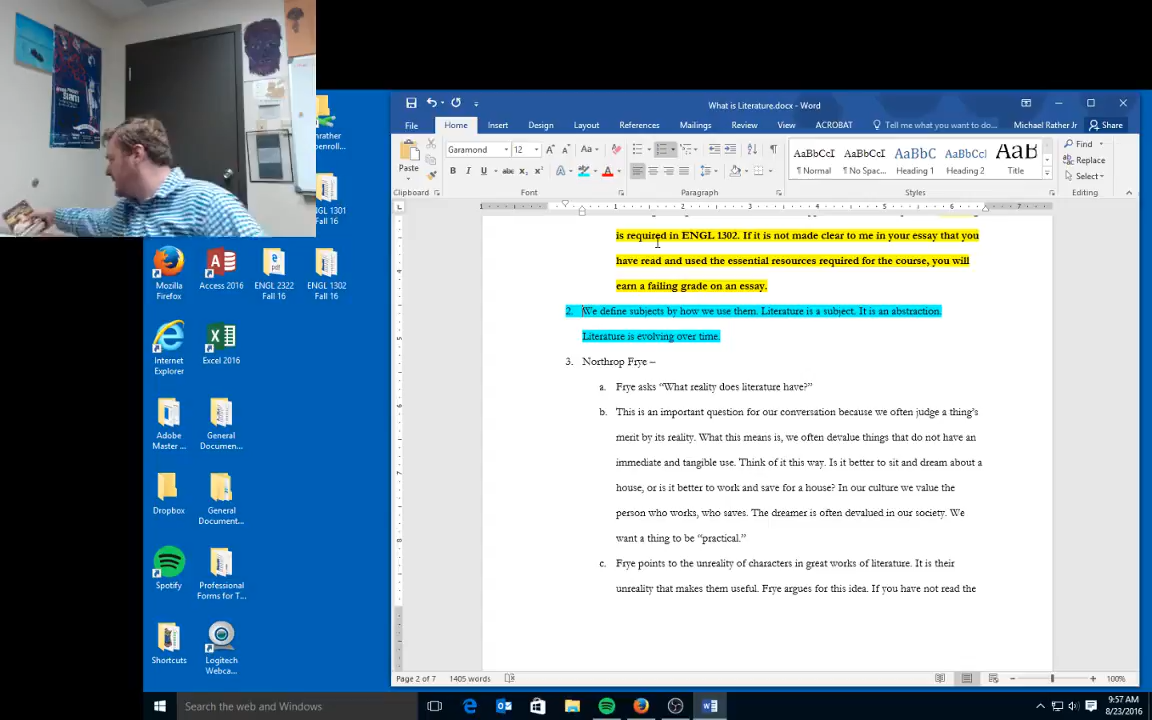 What is Literature.docx - Word
File Home Insert Design Layout References Mailings Review View ACROBAT Tell me what you want to do... Michael Rather Jr Share
Paste
Garamond 12
AaBbCcI AaBbCcI AaBbC AaBbCcI AaB
¶ Normal ¶ No Spac... Heading 1 Heading 2 Title
Find
Replace
Select
Clipboard Font Paragraph Styles Editing
is required in ENGL 1302. If it is not made clear to me in your essay that you
have read and used the essential resources required for the course, you will
earn a failing grade on an essay.
2. We define subjects by how we use them. Literature is a subject. It is an abstraction.
Literature is evolving over time.
3. Northrop Frye –
a. Frye asks “What reality does literature have?”
b. This is an important question for our conversation because we often judge a thing’s
merit by its reality. What this means is, we often devalue things that do not have an
immediate and tangible use. Think of it this way. Is it better to sit and dream about a
house, or is it better to work and save for a house? In our culture we value the
person who works, who saves. The dreamer is often devalued in our society. We
want a thing to be “practical.”
c. Frye points to the unreality of characters in great works of literature. It is their
unreality that makes them useful. Frye argues for this idea. If you have not read the
Page 2 of 7 1405 words 100%
ENGL 1301
Fall 16
Mozilla
Firefox
Access 2016
ENGL 2322
Fall 16
ENGL 1302
Fall 16
Internet
Explorer
Excel 2016
Adobe
Master ...
General
Documen...
Dropbox
General
Document...
Spotify
Professional
Forms for T...
Shortcuts
Logitech
Webca...
Search the web and Windows
9:57 AM
8/23/2016